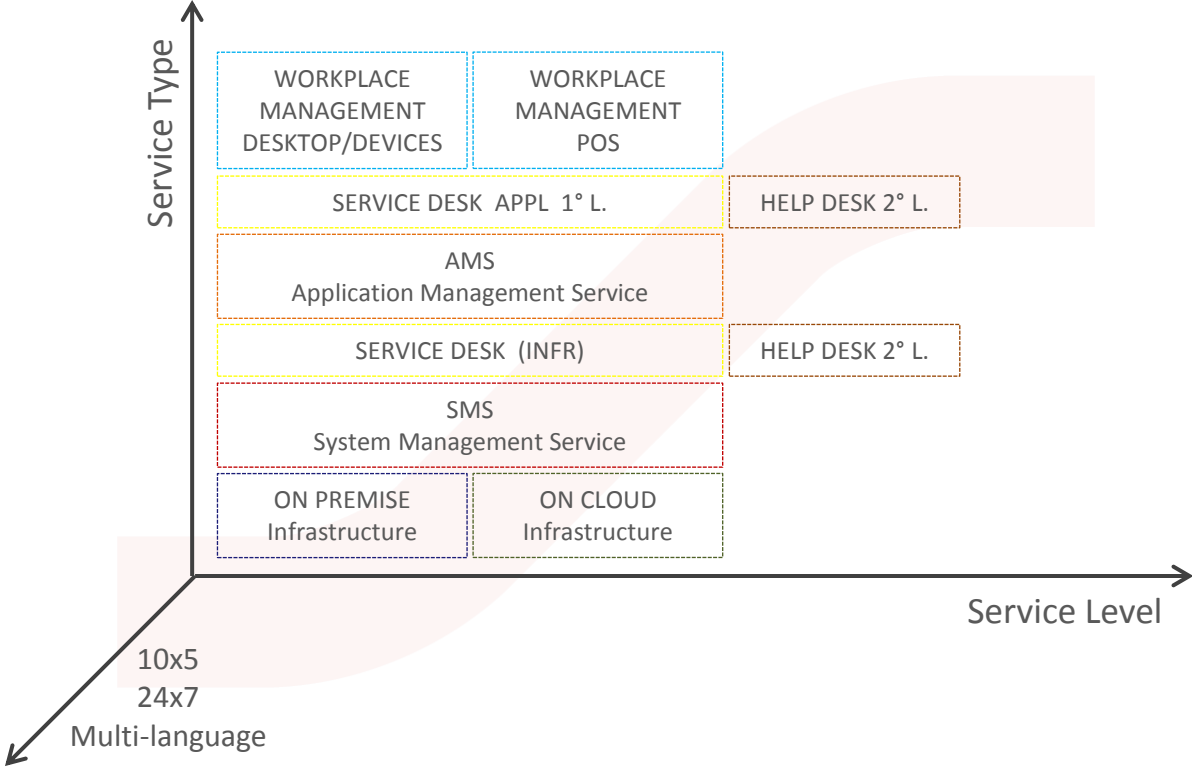 Service Type
WORKPLACE
MANAGEMENT
DESKTOP/DEVICES
WORKPLACE
MANAGEMENT
POS
SERVICE DESK  APPL  1° L.
HELP DESK 2° L.
AMS
Application Management Service
SERVICE DESK  (INFR)
HELP DESK 2° L.
SMS
System Management Service
ON PREMISE
Infrastructure
ON CLOUD
Infrastructure
Service Level
10x5
24x7
Multi-language